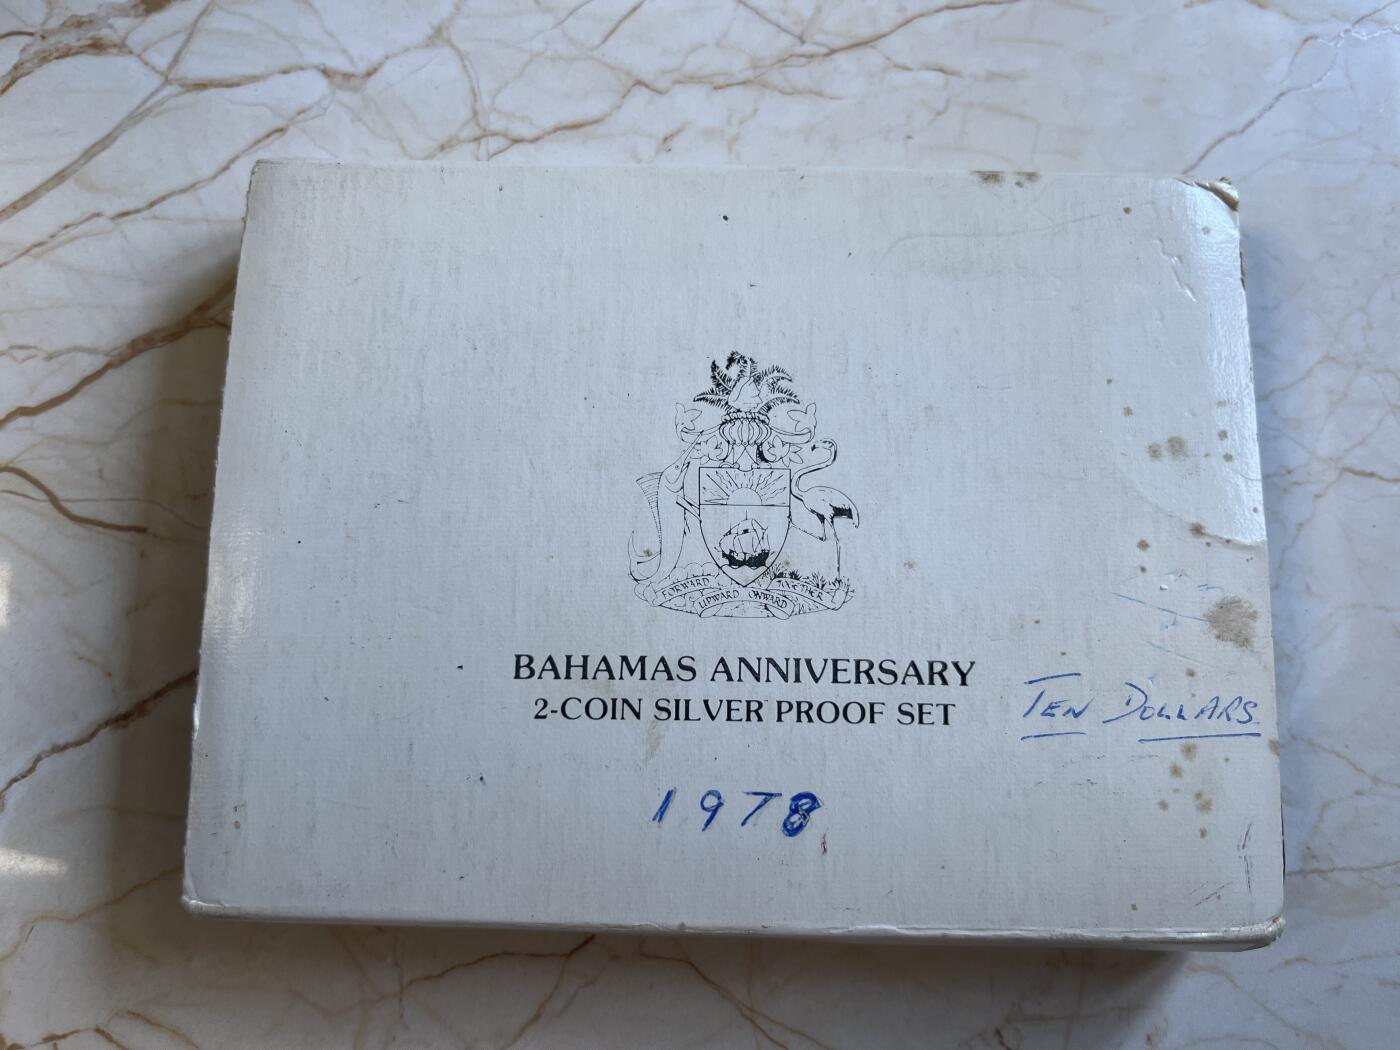 FORWARD
UPWARD ONWARD
TOGETHER
BAHAMAS ANNIVERSARY
2-COIN SILVER PROOF SET
TEN DOLLARS
1978